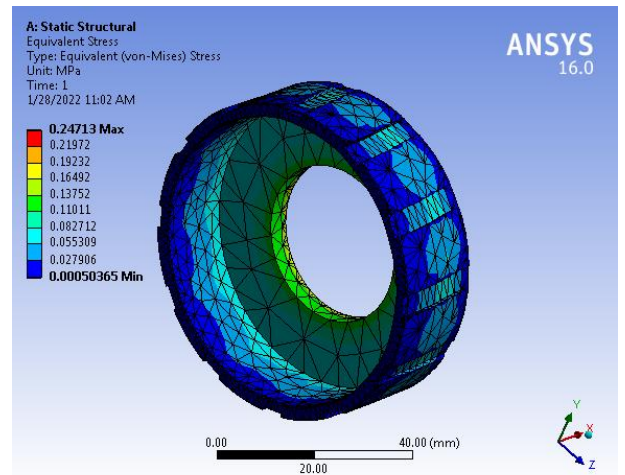 A: Static Structural
Equivalent Stress
Type: Equivalent (von-Mises) Stress
Unit: MPa
Time: 1
1/28/2022 11:02 AM
ANSYS
16.0
0.24713 Max
0.21972
0.19232
0.16492
0.13752
0.11011
0.082712
0.055309
0.027906
0.00050365 Min
0.00
40.00 (mm)
20.00
Y
X
Z